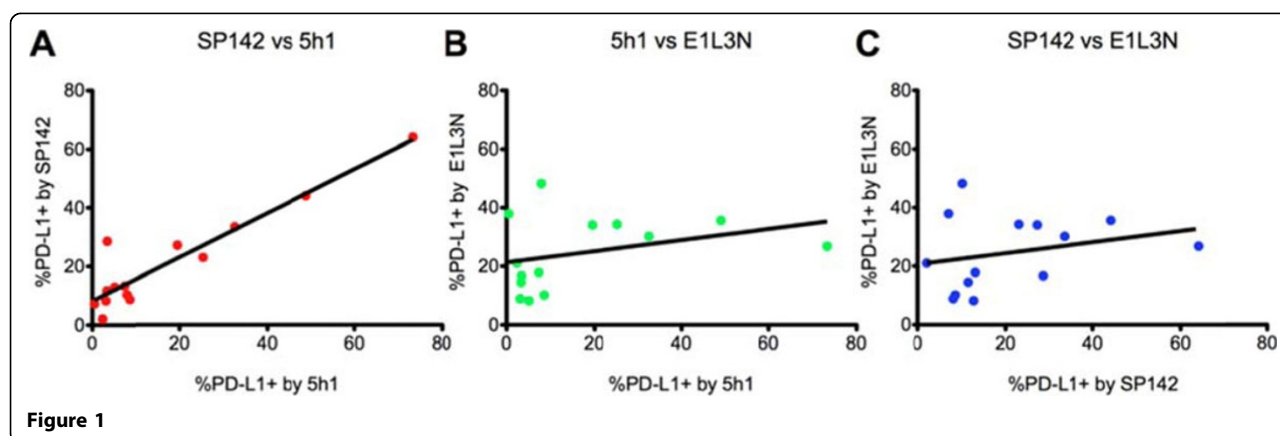 A
SP142 vs 5h1
%PD-L1+ by SP142
80
60
40
20
0
0 20 40 60 80
%PD-L1+ by 5h1
B
5h1 vs E1L3N
%PD-L1+ by E1L3N
80
60
40
20
0
0 20 40 60 80
%PD-L1+ by 5h1
C
SP142 vs E1L3N
%PD-L1+ by E1L3N
80
60
40
20
0
0 20 40 60 80
%PD-L1+ by SP142
Figure 1